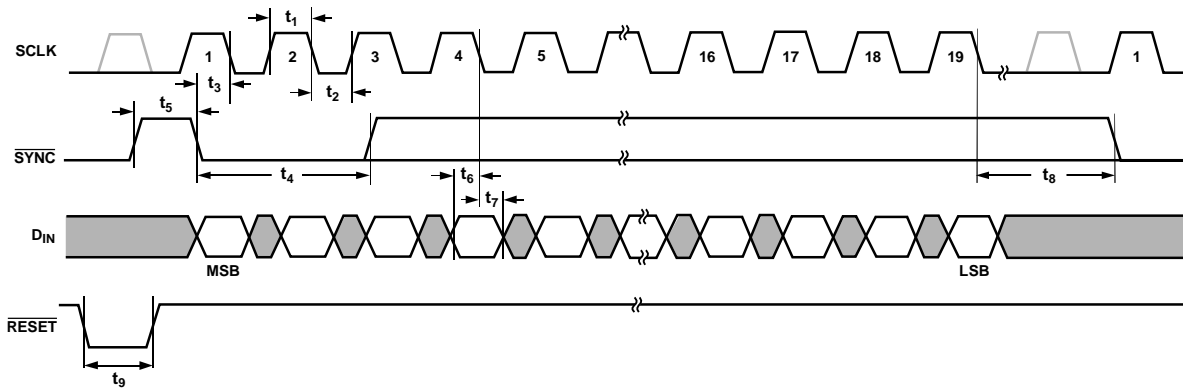 SCLK
1
2
3
4
5
16
17
18
19
1
t1
t2
t3
t5
SYNC
t4
t8
t6
t7
DIN
MSB
LSB
RESET
t9